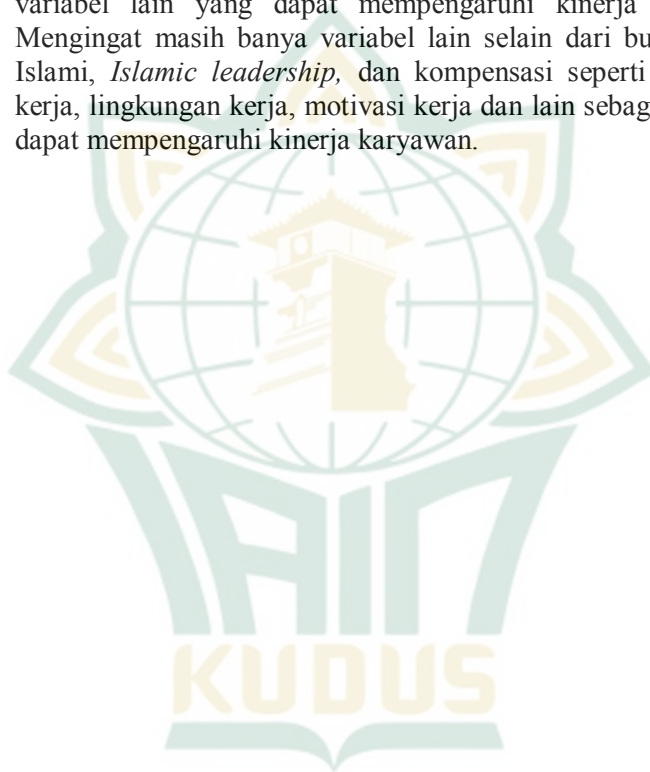 variabel lain yang dapat mempengaruhi kinerja
Mengingat masih banya variabel lain selain dari bu
Islami, Islamic leadership, dan kompensasi seperti
kerja, lingkungan kerja, motivasi kerja dan lain sebag
dapat mempengaruhi kinerja karyawan.
IAIN
KUDUS